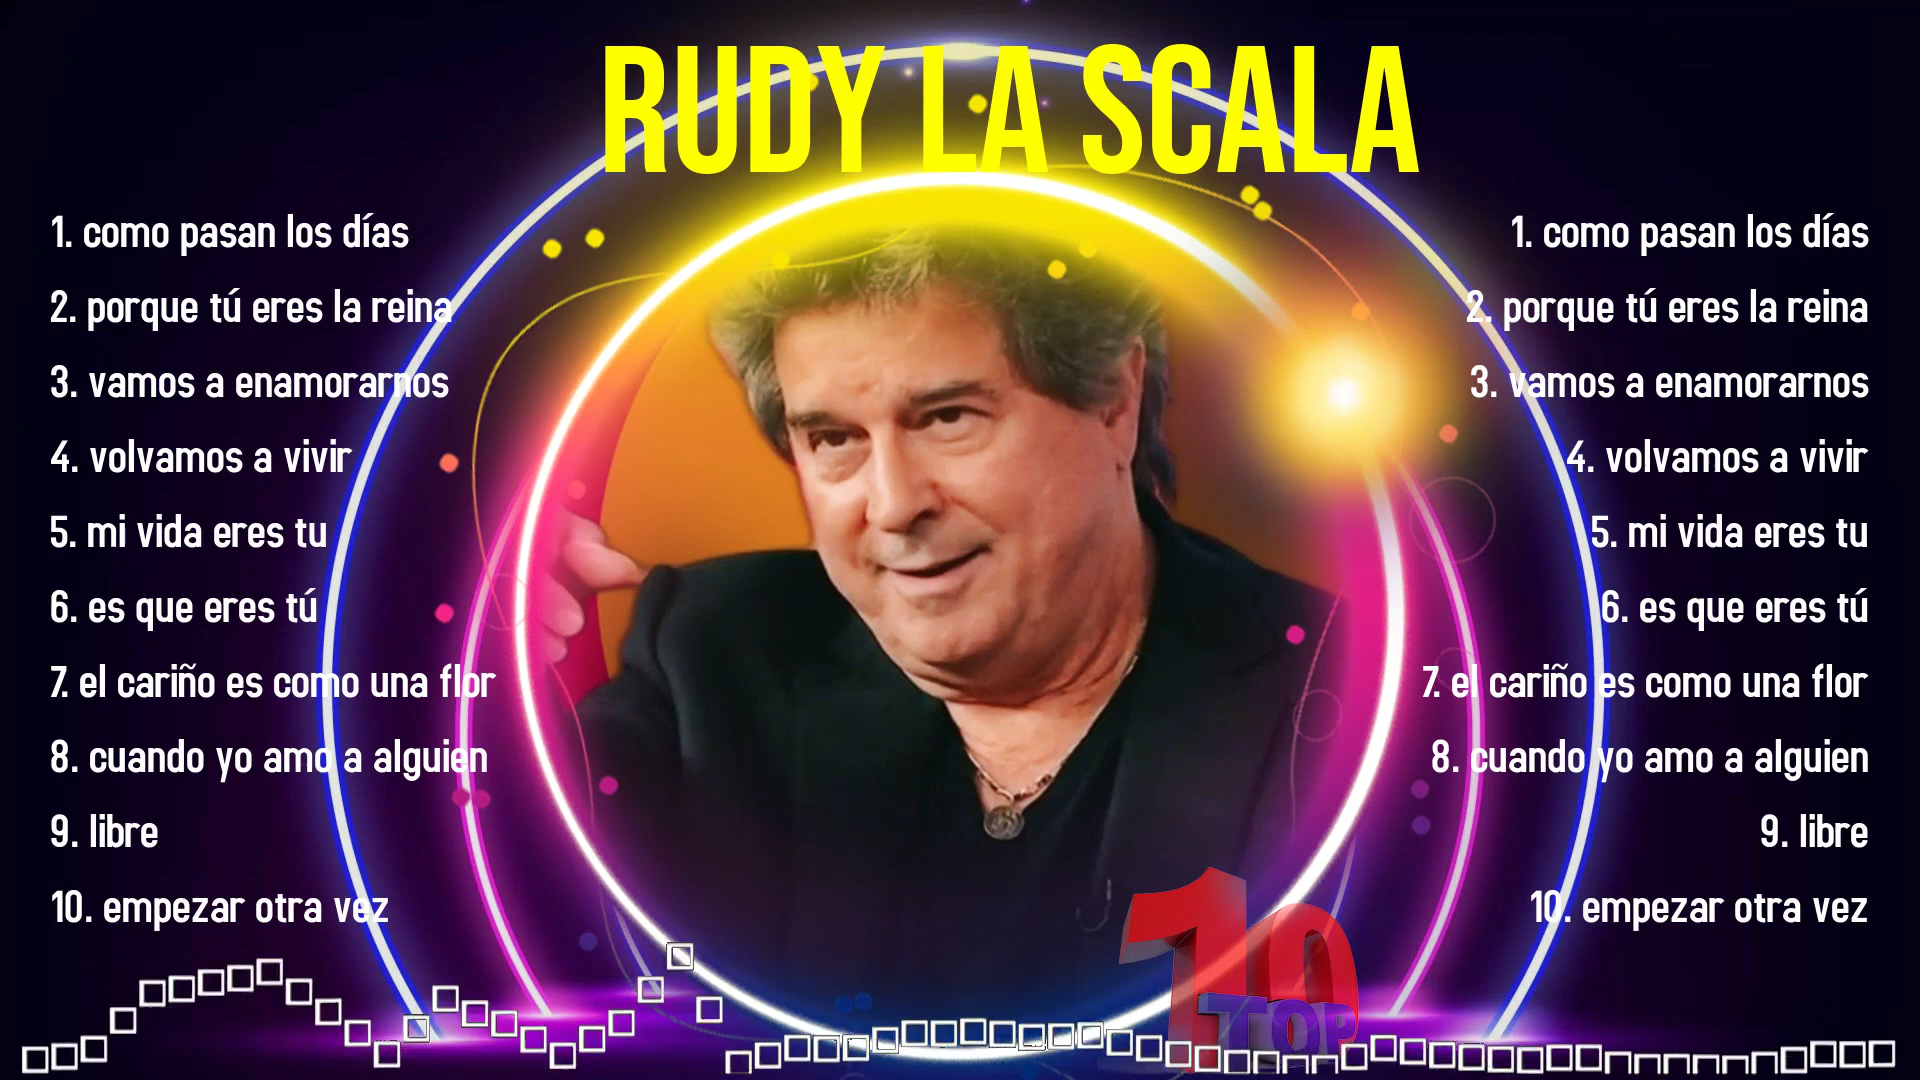 RUDY LA SCALA
1. como pasan los días
2. porque tú eres la reina
3. vamos a enamorarnos
4. volvamos a vivir
5. mi vida eres tu
6. es que eres tú
7. el cariño es como una flor
8. cuando yo amo a alguien
9. libre
10. empezar otra vez
1. como pasan los días
2. porque tú eres la reina
3. vamos a enamorarnos
4. volvamos a vivir
5. mi vida eres tu
6. es que eres tú
7. el cariño es como una flor
8. cuando yo amo a alguien
9. libre
10. empezar otra vez
10
TOP